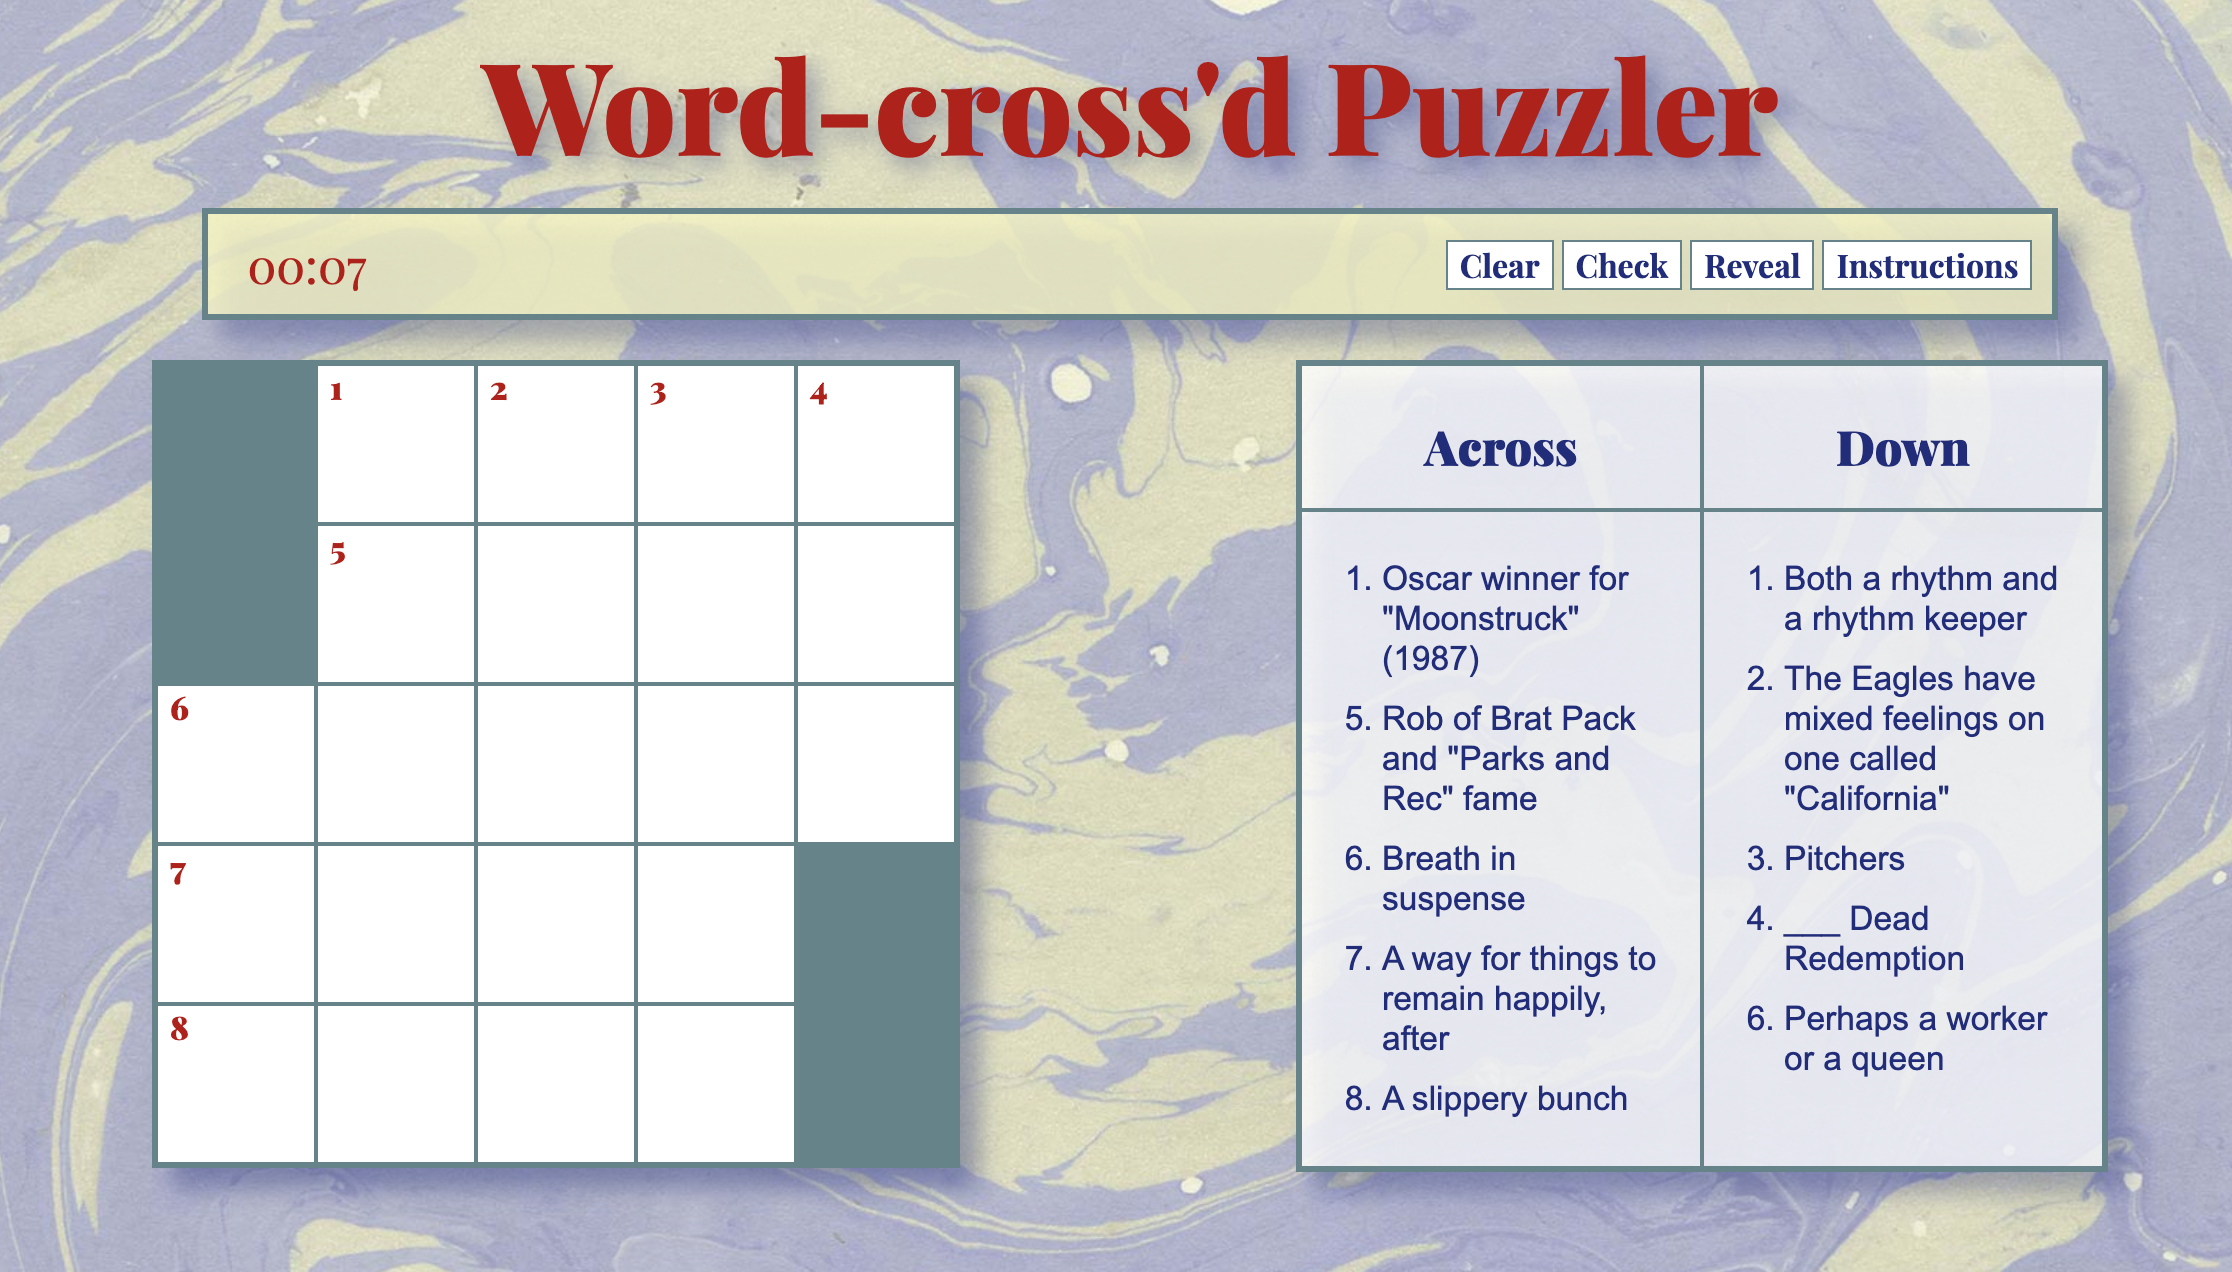 Word-cross'd Puzzler
00:07
Clear Check Reveal Instructions
1 2 3 4
5
6
7
8
Across
1. Oscar winner for
"Moonstruck"
(1987)
5. Rob of Brat Pack
and "Parks and
Rec" fame
6. Breath in
suspense
7. A way for things to
remain happily,
after
8. A slippery bunch
Down
1. Both a rhythm and
a rhythm keeper
2. The Eagles have
mixed feelings on
one called
"California"
3. Pitchers
4. ___ Dead
Redemption
6. Perhaps a worker
or a queen